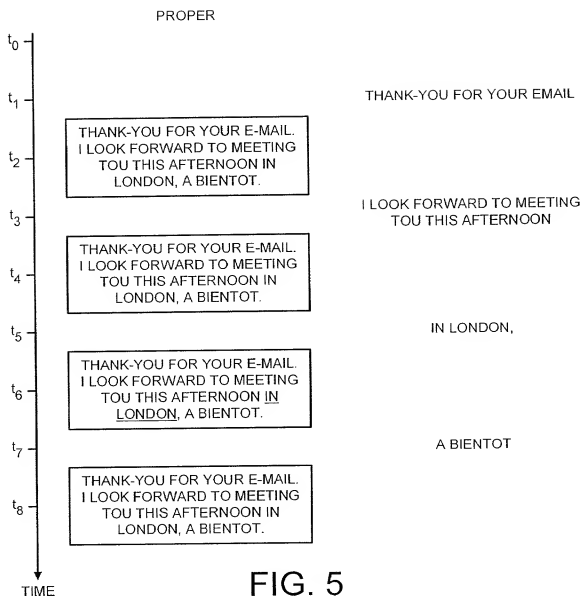 PROPER
t0
t1
THANK-YOU FOR YOUR EMAIL
THANK-YOU FOR YOUR E-MAIL.
I LOOK FORWARD TO MEETING
TOU THIS AFTERNOON IN
LONDON, A BIENTOT.
t2
I LOOK FORWARD TO MEETING
TOU THIS AFTERNOON
t3
THANK-YOU FOR YOUR E-MAIL.
I LOOK FORWARD TO MEETING
TOU THIS AFTERNOON IN
LONDON, A BIENTOT.
t4
t5
IN LONDON,
THANK-YOU FOR YOUR E-MAIL.
I LOOK FORWARD TO MEETING
TOU THIS AFTERNOON IN
LONDON, A BIENTOT.
t6
t7
A BIENTOT
THANK-YOU FOR YOUR E-MAIL.
I LOOK FORWARD TO MEETING
TOU THIS AFTERNOON IN
LONDON, A BIENTOT.
t8
TIME
FIG. 5